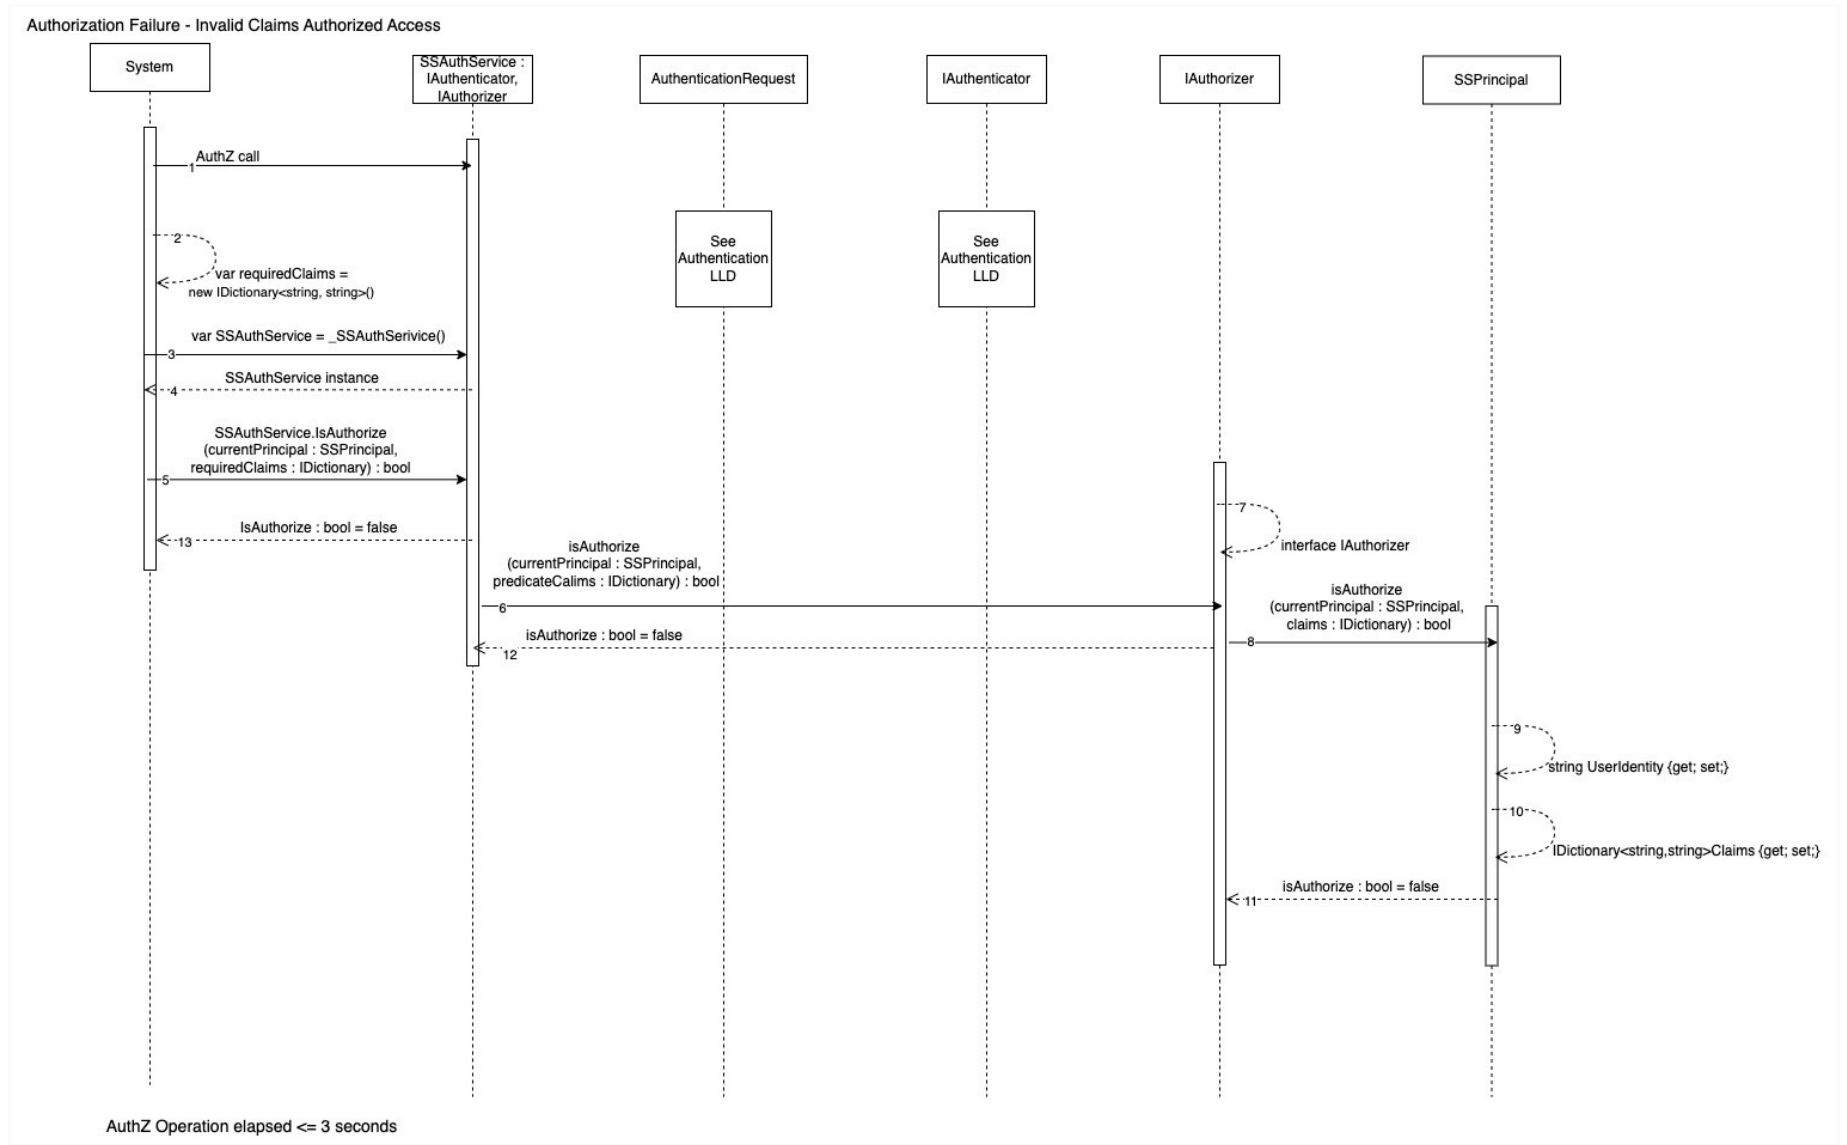 Authorization Failure - Invalid Claims Authorized Access
System
SSAuthService :
IAuthenticator,
IAuthorizer
AuthenticationRequest
IAuthenticator
IAuthorizer
SSPrincipal
AuthZ call
1
See
Authentication
LLD
See
Authentication
LLD
2
var requiredClaims =
new IDictionary<string, string>()
var SSAuthService = _SSAuthSerivice()
3
SSAuthService instance
4
SSAuthService.IsAuthorize
(currentPrincipal : SSPrincipal,
requiredClaims : IDictionary) : bool
5
7
interface IAuthorizer
IsAuthorize : bool = false
13
isAuthorize
(currentPrincipal : SSPrincipal,
predicateCalims : IDictionary) : bool
6
isAuthorize
(currentPrincipal : SSPrincipal,
claims : IDictionary) : bool
8
isAuthorize : bool = false
12
9
string UserIdentity {get; set;}
10
IDictionary<string,string>Claims {get; set;}
isAuthorize : bool = false
11
AuthZ Operation elapsed <= 3 seconds